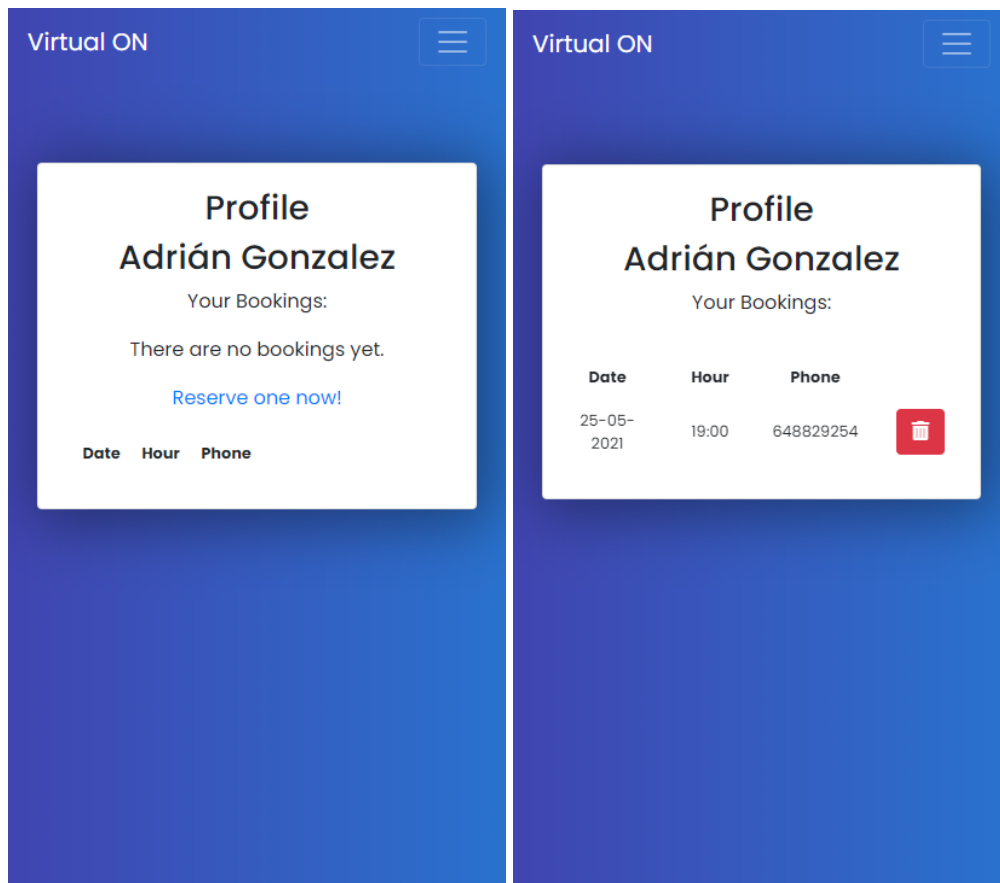 Virtual ON
Profile
Adrián Gonzalez
Your Bookings:
There are no bookings yet.
Reserve one now!
Date Hour Phone
Virtual ON
Profile
Adrián Gonzalez
Your Bookings:
Date Hour Phone
25-05-
2021 19:00 648829254